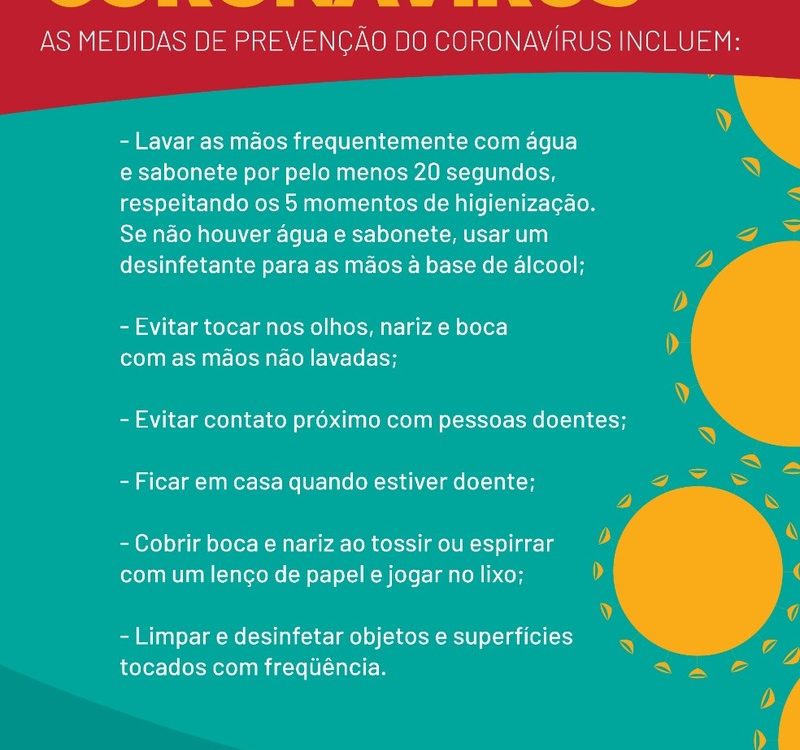 CORONAVÍRUS
AS MEDIDAS DE PREVENÇÃO DO CORONAVÍRUS INCLUEM:
- Lavar as mãos frequentemente com água
e sabonete por pelo menos 20 segundos,
respeitando os 5 momentos de higienização.
Se não houver água e sabonete, usar um
desinfetante para as mãos à base de álcool;
- Evitar tocar nos olhos, nariz e boca
com as mãos não lavadas;
- Evitar contato próximo com pessoas doentes;
- Ficar em casa quando estiver doente;
- Cobrir boca e nariz ao tossir ou espirrar
com um lenço de papel e jogar no lixo;
- Limpar e desinfetar objetos e superfícies
tocados com freqüência.